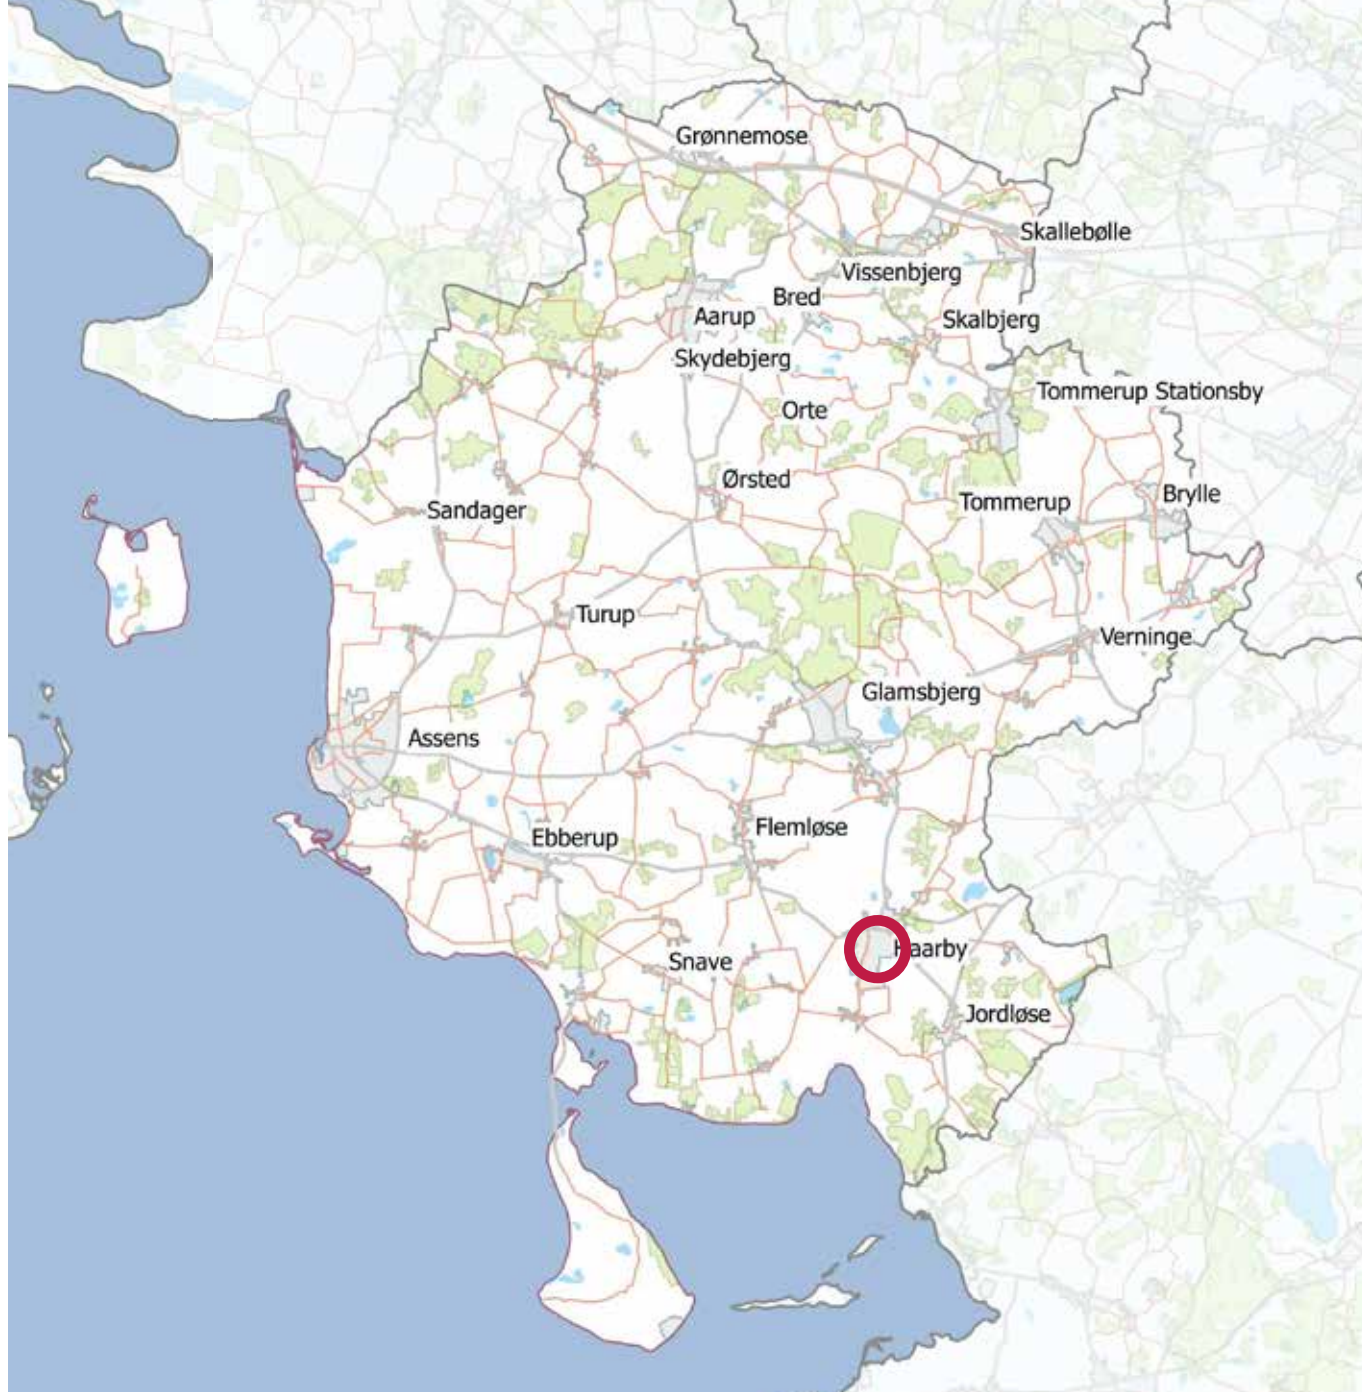 Grønnemose
Skallebølle
Vissenbjerg
Bred
Aarup
Skalbjerg
Skydebjerg
Tommerup Stationsby
Orte
Ørsted
Tommerup
Brylle
Sandager
Turup
Verninge
Glamsbjerg
Assens
Flemløse
Ebberup
Haarby
Snave
Jordløse